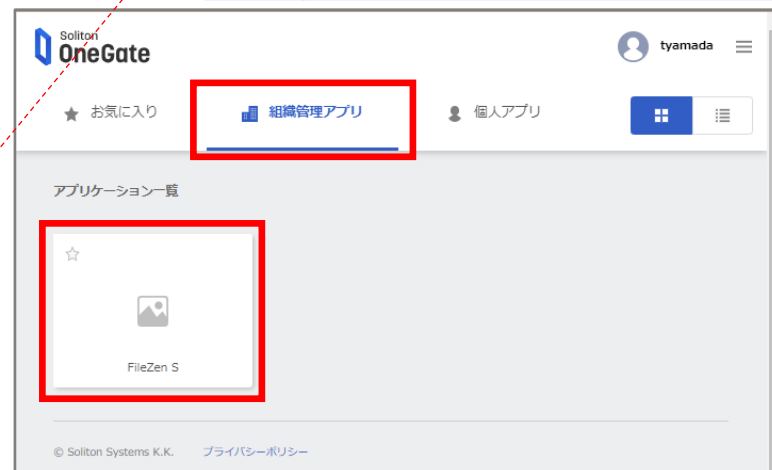 Soliton
OneGate
tyamada
お気に入り
組織管理アプリ
個人アプリ
アプリケーション一覧
FileZen S
© Soliton Systems K.K.
プライバシーポリシー